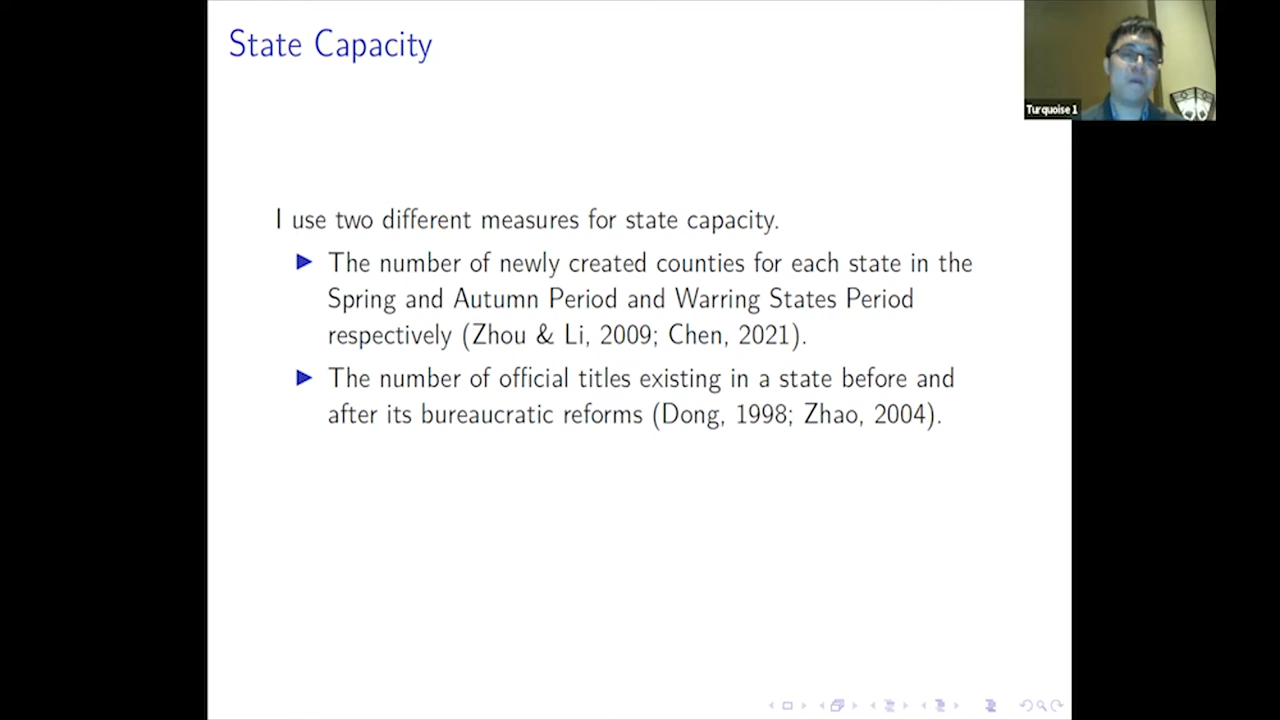 State Capacity
Turquoise 1
I use two different measures for state capacity.
The number of newly created counties for each state in the
Spring and Autumn Period and Warring States Period
respectively (Zhou & Li, 2009; Chen, 2021).
The number of official titles existing in a state before and
after its bureaucratic reforms (Dong, 1998; Zhao, 2004).